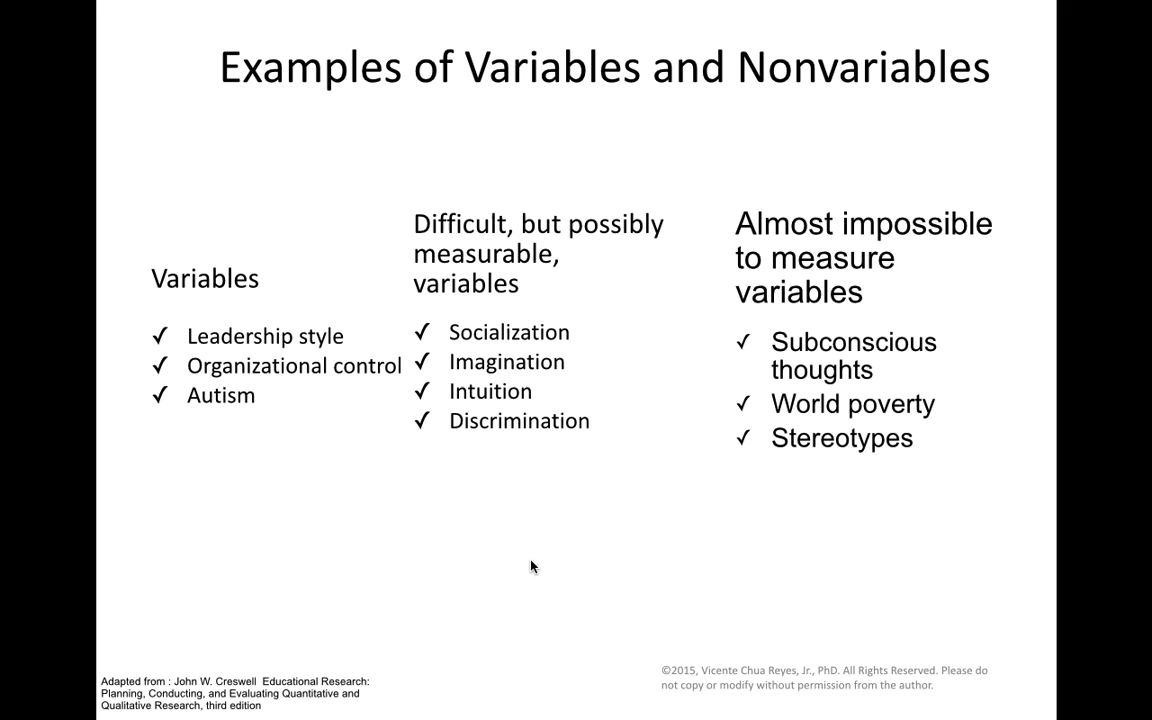 Examples of Variables and Nonvariables
Variables
Leadership style
Organizational control
Autism
Difficult, but possibly
measurable,
variables
Socialization
Imagination
Intuition
Discrimination
Almost impossible
to measure
variables
Subconscious
thoughts
World poverty
Stereotypes
Adapted from : John W. Creswell Educational Research:
Planning, Conducting, and Evaluating Quantitative and
Qualitative Research, third edition
©2015, Vicente Chua Reyes, Jr., PhD. All Rights Reserved. Please do
not copy or modify without permission from the author.